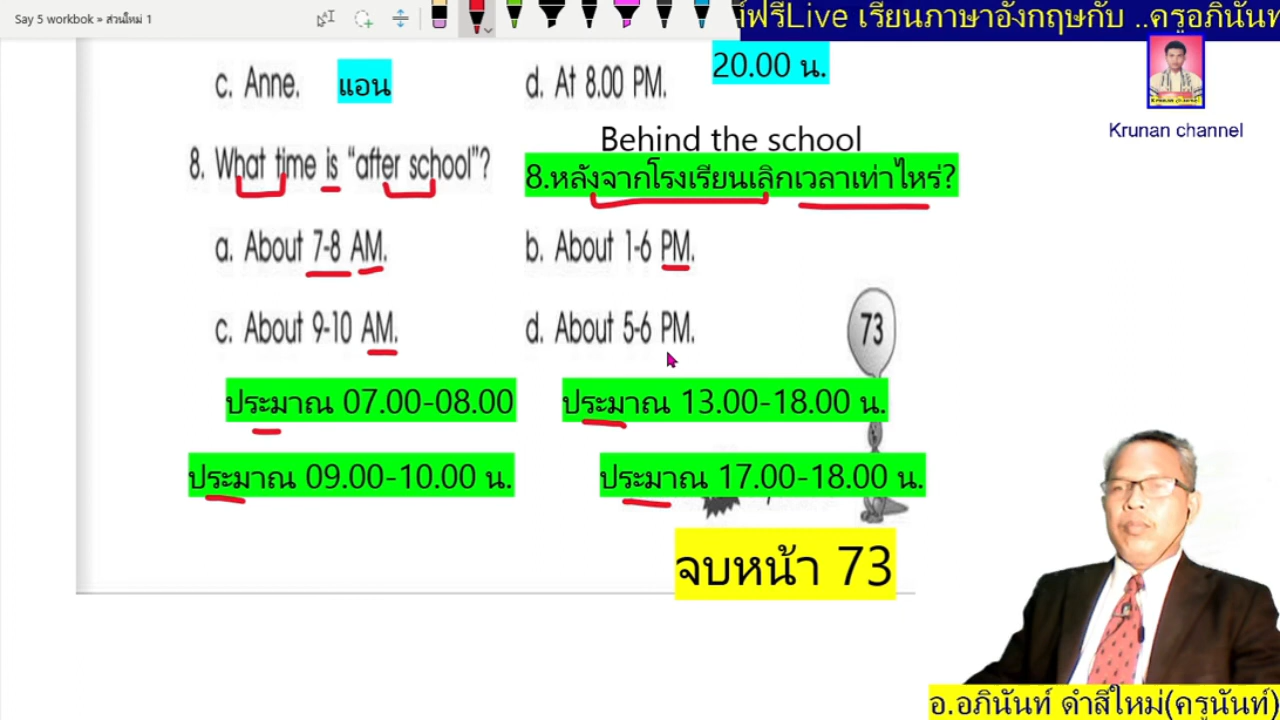 Say 5 workbok » ส่วนใหม่ 1
ฟรีLive เรียนภาษาอังกฤษกับ ..ครูอภินันท
Krunan channel
c. Anne. แอน
d. At 8.00 PM. 20.00 น.
Behind the school
8. What time is “after school”?
8.หลังจากโรงเรียนเลิกเวลาเท่าไหร่?
a. About 7-8 AM.
b. About 1-6 PM.
c. About 9-10 AM.
d. About 5-6 PM.
73
ประมาณ 07.00-08.00
ประมาณ 13.00-18.00 น.
ประมาณ 09.00-10.00 น.
ประมาณ 17.00-18.00 น.
จบหน้า 73
อ.อภินันท์ ดำสีใหม่(ครูนันท์)